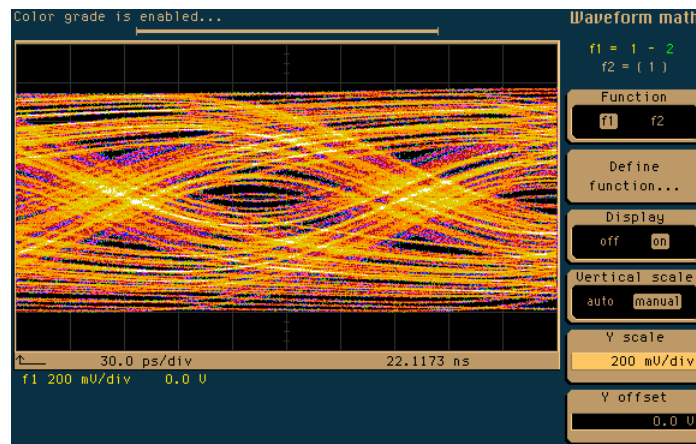 Color grade is enabled...
Waveform math
f1 = 1 - 2
f2 = ( 1 )
Function
f1 f2
Define
function...
Display
off on
Vertical scale
auto manual
Y scale
200 mV/div
Y offset
0.0 V
30.0 ps/div 22.1173 ns
f1 200 mV/div 0.0 V